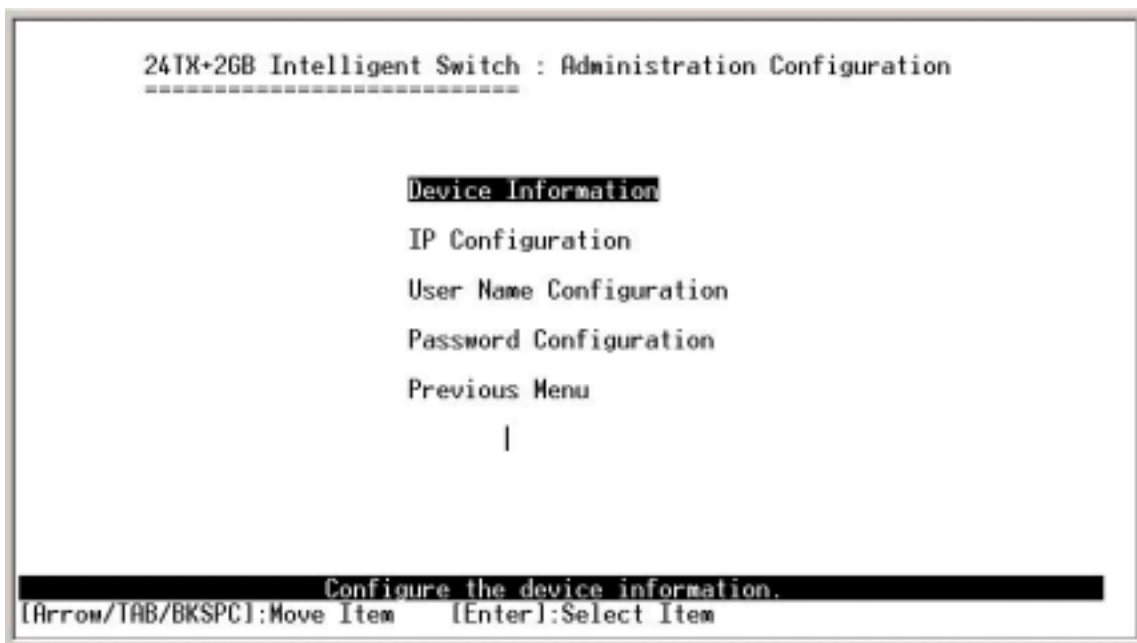 24TX+2GB Intelligent Switch : Administration Configuration
===========================
Device Information
IP Configuration
User Name Configuration
Password Configuration
Previous Menu
Configure the device information.
[Arrow/TAB/BKSPC]:Move Item    [Enter]:Select Item